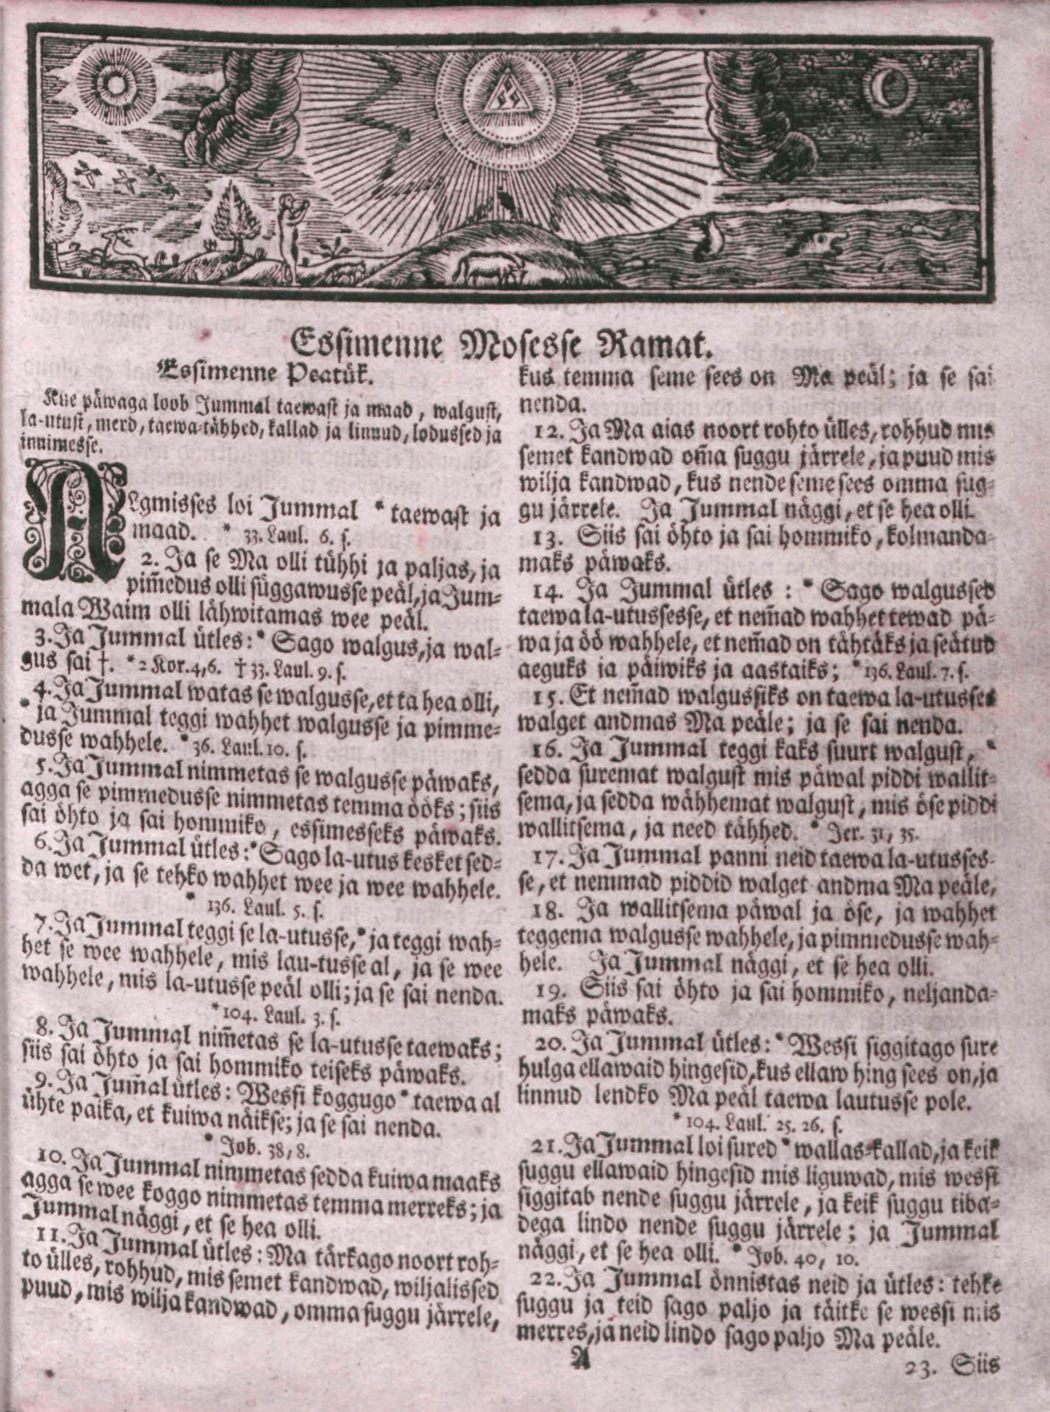 Essimenne Mosesse Ramat.
Essimenne Peatük.
Kue päwaga loob Jummal taewast ja maad, walgust,
la-utust, merd, taewa-tähhed, kallad ja linnud, lodussed ja
innimesse.
ALgmisses loi Jummal * taewast ja
maad. * 33. Laul. 6. s.
2. Ja se Ma olli tühhi ja paljas, ja
pim̃edus olli süggawusse peäl, ja Jum-
mala Waim olli lähwitamas wee peäl.
3. Ja Jummal ütles: * Sago walgus, ja wal-
gus sai †. * 2 Kor. 4, 6. † 33. Laul. 9. s.
4. Ja Jummal watas se walgusse, et ta hea olli,
* ja Jummal teggi wahhet walgusse ja pimme-
dusse wahhele. * 36. Laul. 10. s.
5. Ja Jummal nimmetas se walgusse päwaks,
agga se pimmedusse nimmetas temma ööks; siis
sai öhto ja sai hommiko, essimesseks päwaks.
6. Ja Jummal ütles: * Sago la-utus kesket sed-
da wet, ja se tehko wahhet wee ja wee wahhele.
* 136. Laul. 5. s.
7. Ja Jummal teggi se la-utusse, * ja teggi wah-
het se wee wahhele, mis lau-tusse al, ja se wee
wahhele, mis la-utusse peäl olli; ja se sai nenda.
* 104. Laul. 3. s.
8. Ja Jummal nim̃etas se la-utusse taewaks;
siis sai öhto ja sai hommiko teiseks päwaks.
9. Ja Jum̃al ütles: Wessi koggugo * taewa al
ühte paika, et kuiwa näikse; ja se sai nenda.
* Job. 38, 8.
10. Ja Jummal nimmetas sedda kuiwa maaks
agga se wee koggo nimmetas temma merreks; ja
Jummal näggi, et se hea olli.
11. Ja Jummal ütles: Ma tärkago noort roh-
to ülles, rohhud, mis semet kandwad, wiljalissed
puud, mis wilja kandwad, omma suggu järrele,
kus temma seme sees on Ma peäl; ja se sai
nenda.
12. Ja Ma aias noort rohto ülles, rohhud mis
semet kandwad om̃a suggu järrele, ja puud mis
wilja kandwad, kus nende seme sees omma sug-
gu järrele. Ja Jummal näggi, et se hea olli.
13. Siis sai öhto ja sai hommiko, kolmanda-
maks päwaks.
14. Ja Jummal ütles: * Sago walgussed
taewa la-utussesse, et nem̃ad wahhet tewad pä-
wa ja öö wahhele, et nem̃ad on tähtäks ja seätud
aeguks ja päiwiks ja aastaiks; * 136. Laul. 7. s.
15. Et nem̃ad walgussiks on taewa la-utusses
walget andmas Ma peäle; ja se sai nenda.
16. Ja Jummal teggi kaks suurt walgust, *
sedda suremat walgust mis päwal piddi wallit-
sema, ja sedda wähhemat walgust, mis öse piddi
wallitsema, ja need tähhed. * Jer. 31, 35.
17. Ja Jummal panni neid taewa la-utusses-
se, et nemmad piddid walget andma Ma peäle,
18. Ja wallitsema päwal ja öse, ja wahhet
teggema walgusse wahhele, ja pimmedusse wah-
hele. Ja Jummal näggi, et se hea olli.
19. Siis sai öhto ja sai hommiko, neljanda-
maks päwaks.
20. Ja Jummal ütles: * Wessi siggitago sure
hulga ellawaid hingesid, kus ellaw hing sees on, ja
linnud lendko Ma peäl taewa lautusse pole.
* 104. Laul. 25. 26. s.
21. Ja Jummal loi sured * wallas-kallad, ja keik
suggu ellawaid hingesid mis liguwad, mis wessi
siggitab nende suggu järrele, ja keik suggu tiba-
dega lindo nende suggu järrele; ja Jummal
näggi, et se hea olli. * Job. 40, 10.
22. Ja Jummal önnistas neid ja ütles: tehke
suggu ja teid sago paljo ja täitke se wessi mis
merres, ja neid lindo sago paljo Ma peäle.
A
23. Siis